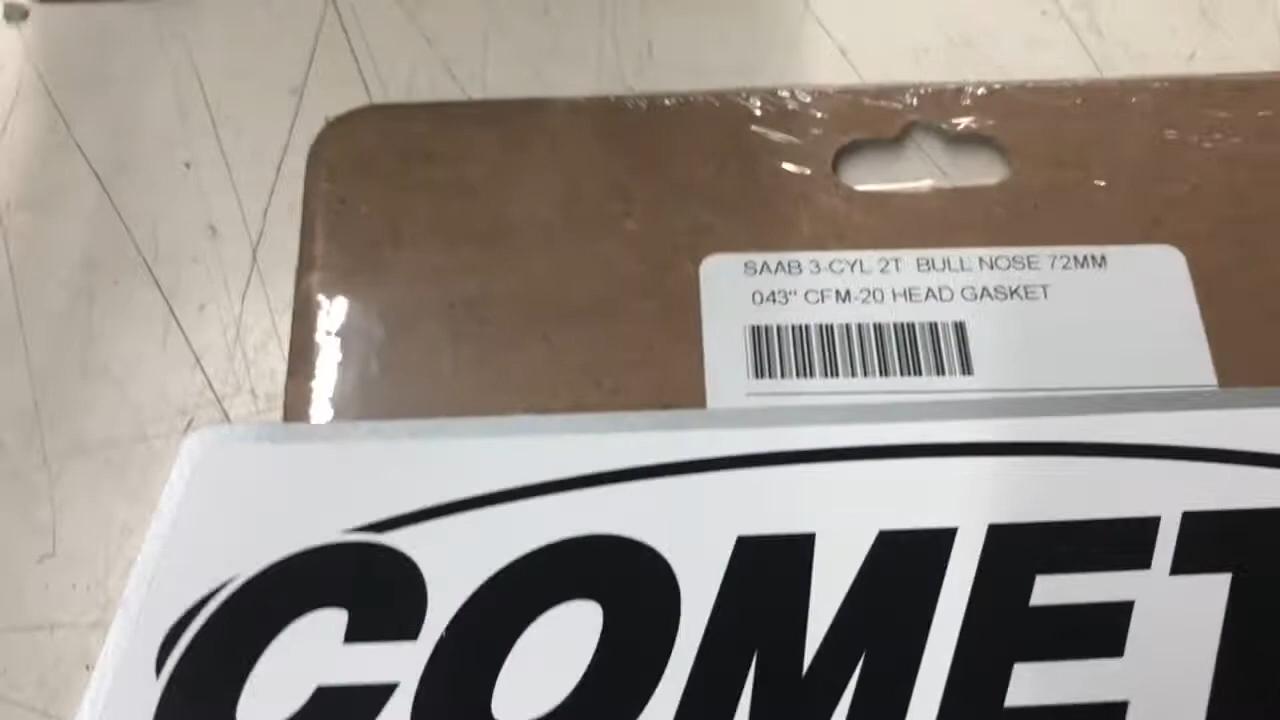 SAAB 3-CYL 2T BULL NOSE 72MM
043" CFM-20 HEAD GASKET
COMET